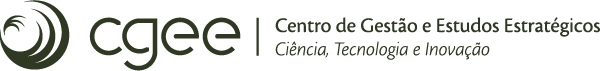 cgee
Centro de Gestão e Estudos Estratégicos
Ciência, Tecnologia e Inovação